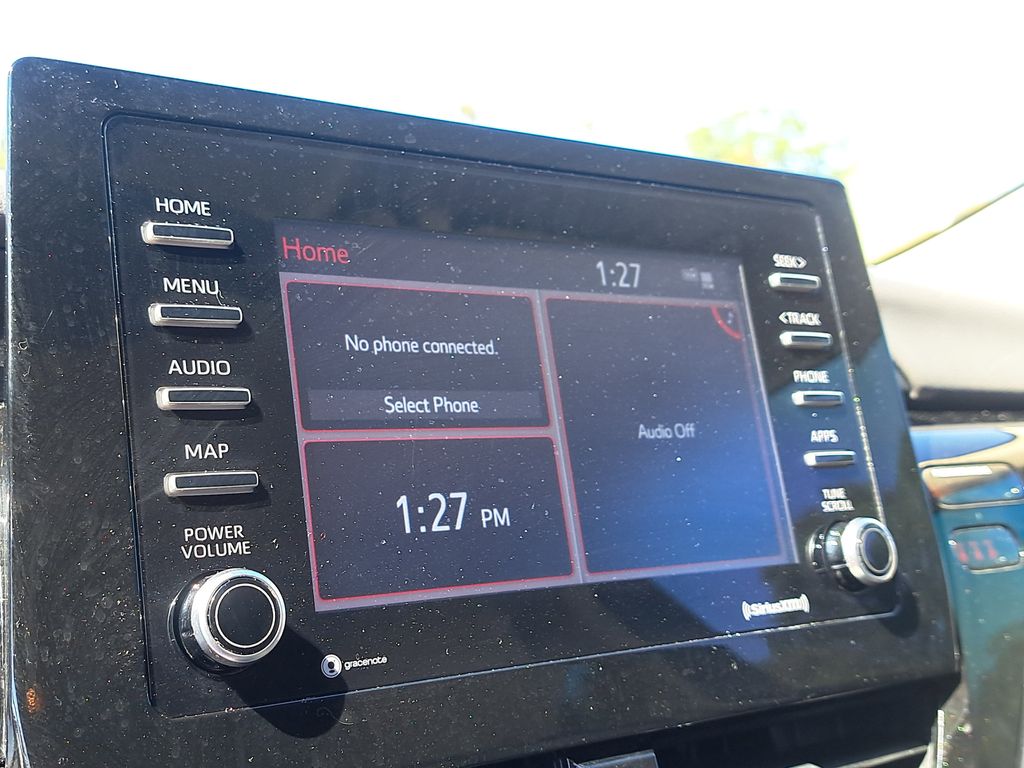 HOME
MENU
AUDIO
MAP
POWER
VOLUME
Home
1:27
No phone connected.
Select Phone
1:27 PM
Audio Off
SEEK>
<TRACK
PHONE
APPS
TUNE
SCROLL
gracenote
((SiriusXM))